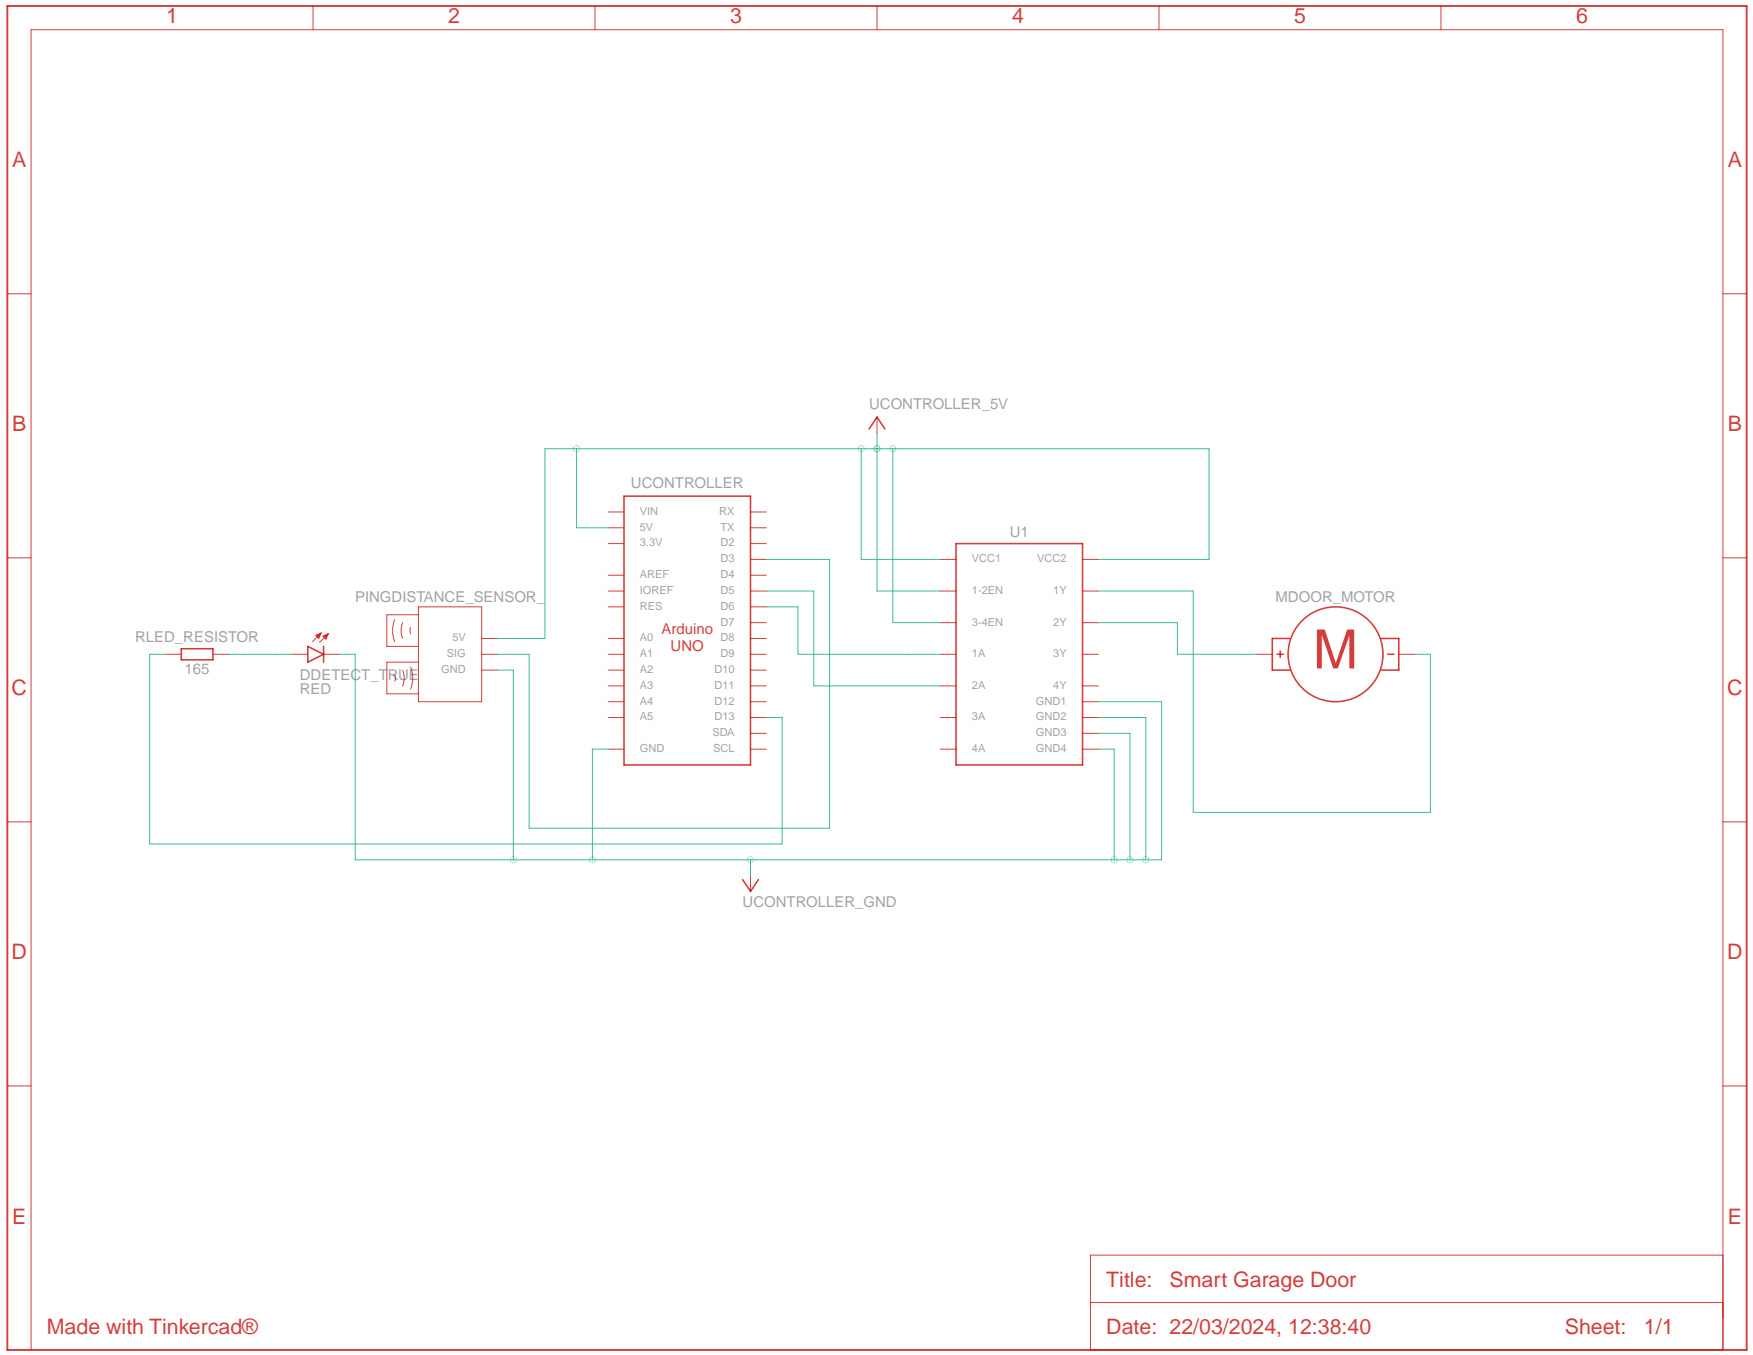 1 2 3 4 5 6
A A
B B
C C
D D
E E
UCONTROLLER_5V
UCONTROLLER
VIN RX
5V TX
3.3V D2
D3
AREF D4
IOREF D5
RES D6
D7
A0 D8
A1 D9
A2 D10
A3 D11
A4 D12
A5 D13
SDA
GND SCL
Arduino
UNO
U1
VCC1 VCC2
1-2EN 1Y
3-4EN 2Y
1A 3Y
2A 4Y
GND1
3A GND2
GND3
4A GND4
PINGDISTANCE_SENSOR_
5V
SIG
GND
RLED_RESISTOR
165
DDETECT_TRUE
RED
MDOOR_MOTOR
+ M -
UCONTROLLER_GND
Title: Smart Garage Door
Date: 22/03/2024, 12:38:40 Sheet: 1/1
Made with Tinkercad®